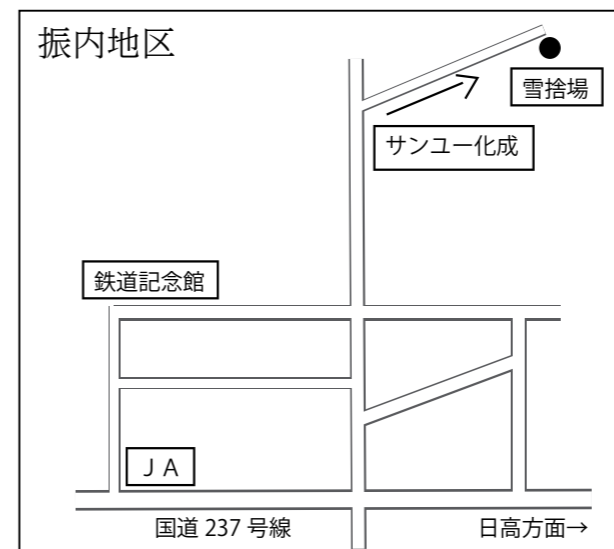 振内地区
雪捨場
サンユー化成
鉄道記念館
ＪＡ
国道 237 号線
日高方面→